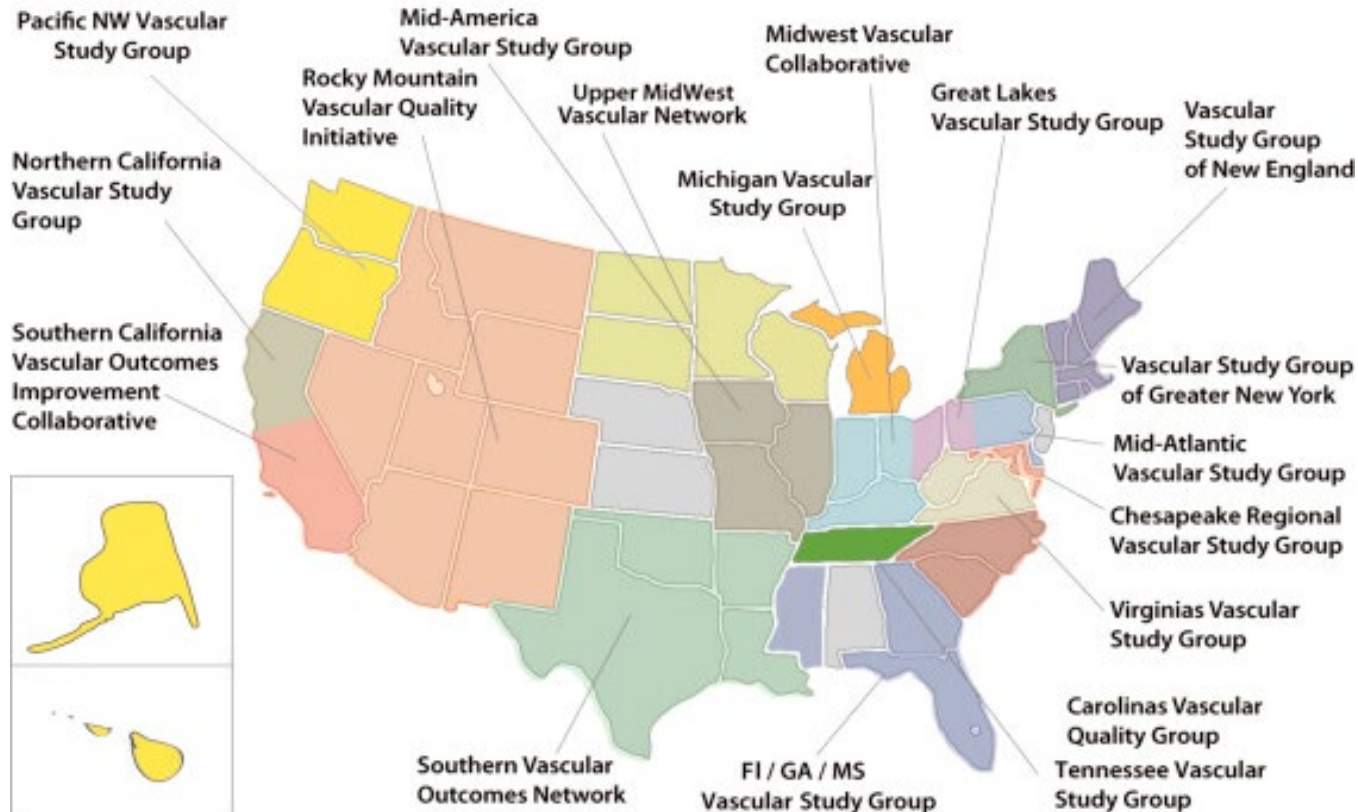 Pacific NW Vascular
Study Group
Mid-America
Vascular Study Group
Midwest Vascular
Collaborative
Rocky Mountain
Vascular Quality
Initiative
Upper MidWest
Vascular Network
Great Lakes
Vascular Study Group
Vascular
Study Group
of New England
Northern California
Vascular Study
Group
Michigan Vascular
Study Group
Southern California
Vascular Outcomes
Improvement
Collaborative
Vascular Study Group
of Greater New York
Mid-Atlantic
Vascular Study Group
Chesapeake Regional
Vascular Study Group
Virginias Vascular
Study Group
Carolinas Vascular
Quality Group
Southern Vascular
Outcomes Network
Fl / GA / MS
Vascular Study Group
Tennessee Vascular
Study Group